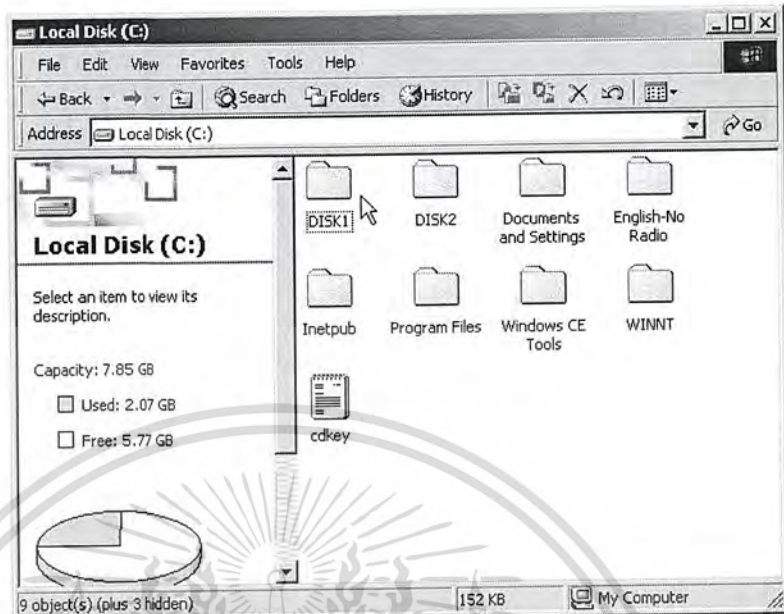 Local Disk (C:)
File Edit View Favorites Tools Help
Back Search Folders History
Address Local Disk (C:) Go
Local Disk (C:)
Select an item to view its
description.
Capacity: 7.85 GB
Used: 2.07 GB
Free: 5.77 GB
DISK1 DISK2 Documents
and Settings English-No
Radio
Inetpub Program Files Windows CE
Tools WINNT
cdkey
9 object(s) (plus 3 hidden) 152 KB My Computer